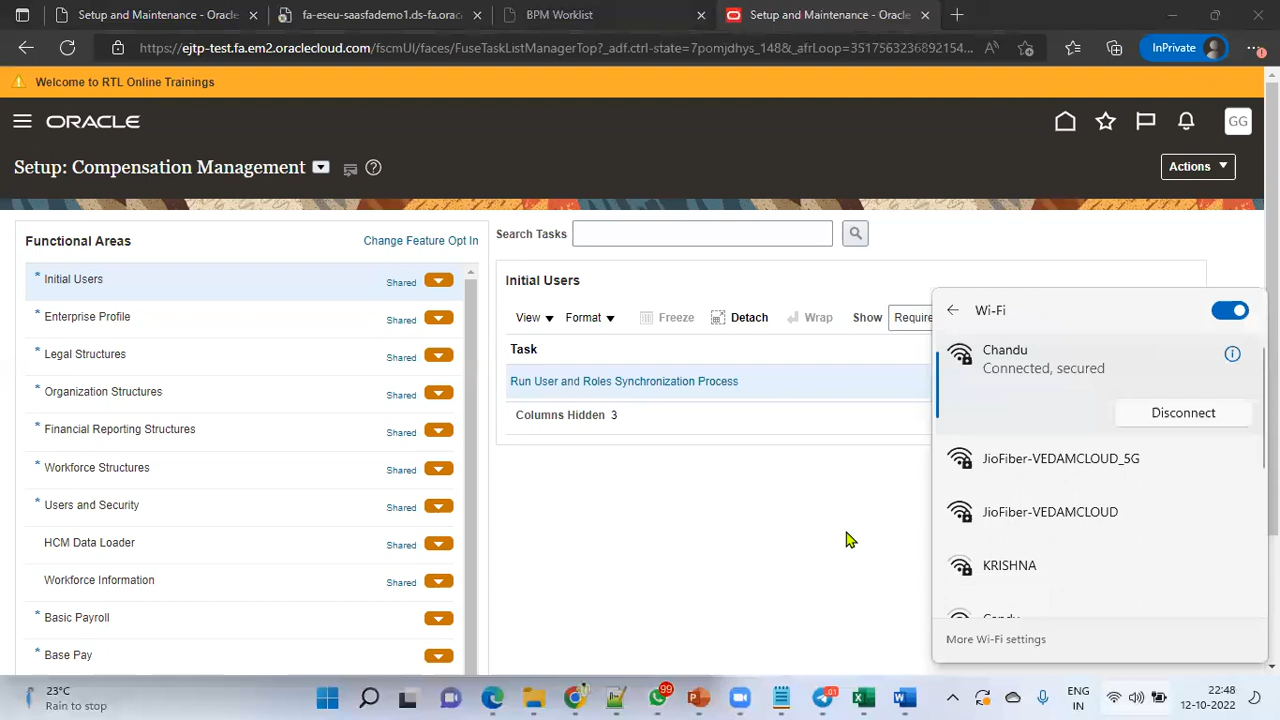 Setup and Maintenance - Oracle
fa-eseu-saasfademo1.ds-fa.orac
BPM Worklist
Setup and Maintenance - Oracle
https://ejtp-test.fa.em2.oraclecloud.com/fscmUI/faces/FuseTaskListManagerTop?_adf.ctrl-state=7pomjdhys_148&_afrLoop=3517563236892154...
InPrivate
Welcome to RTL Online Trainings
ORACLE
GG
Setup: Compensation Management
Actions
Functional Areas
Change Feature Opt In
Search Tasks
* Initial Users Shared
* Enterprise Profile Shared
* Legal Structures Shared
* Organization Structures Shared
* Financial Reporting Structures Shared
* Workforce Structures Shared
* Users and Security Shared
HCM Data Loader Shared
Workforce Information Shared
* Basic Payroll
* Base Pay
Initial Users
View Format Freeze Detach Wrap Show Require
Task
Run User and Roles Synchronization Process
Columns Hidden 3
Wi-Fi
Chandu
Connected, secured
Disconnect
JioFiber-VEDAMCLOUD_5G
JioFiber-VEDAMCLOUD
KRISHNA
More Wi-Fi settings
23°C
Rain to stop
99
.01
ENG
IN
22:48
12-10-2022